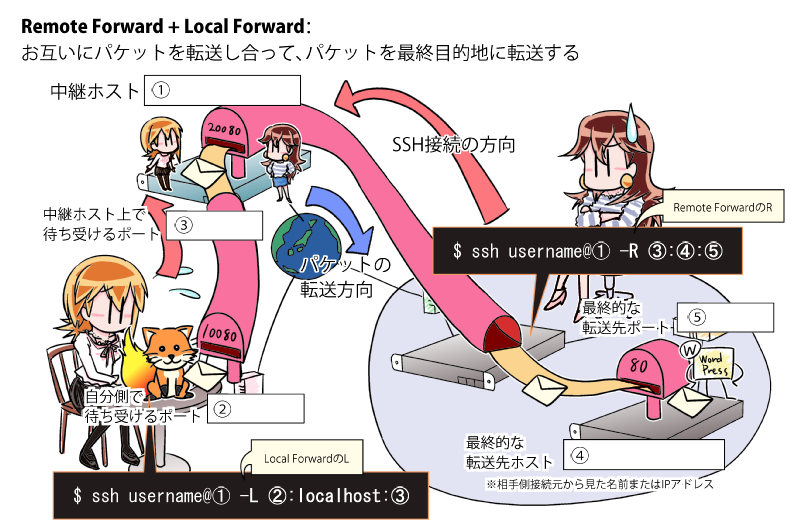 Remote Forward + Local Forward:
お互いにパケットを転送し合って、パケットを最終目的地に転送する
中継ホスト ①
20080
SSH接続の方向
Remote ForwardのR
中継ホスト上で
待ち受けるポート ③
$ ssh username@① -R ③:④:⑤
パケットの
転送方向
最終的な
転送先ポート ⑤
10080
80
W
Word
Press
自分側で
待ち受けるポート ②
最終的な
転送先ホスト ④
Local ForwardのL
※相手側接続元から見た名前またはIPアドレス
$ ssh username@① -L ②:localhost:③